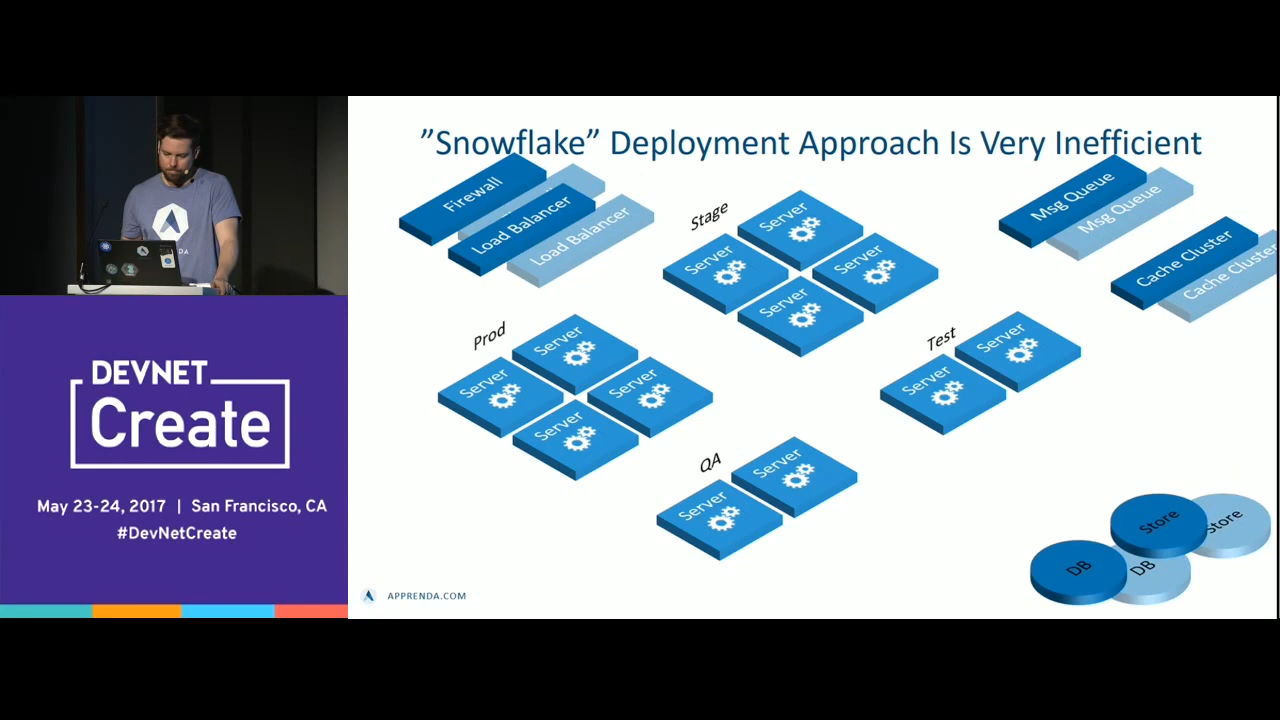 ”Snowflake” Deployment Approach Is Very Inefficient
Firewall
Load Balancer
Load Balancer
Stage
Server
Server
Server
Server
Msg Queue
Msg Queue
Cache Cluster
Cache Cluster
Prod
Server
Server
Server
Server
Test
Server
Server
QA
Server
Server
Store
Store
DB
DB
APPRENDA.COM
DEVNET
Create
May 23-24, 2017 | San Francisco, CA
#DevNetCreate